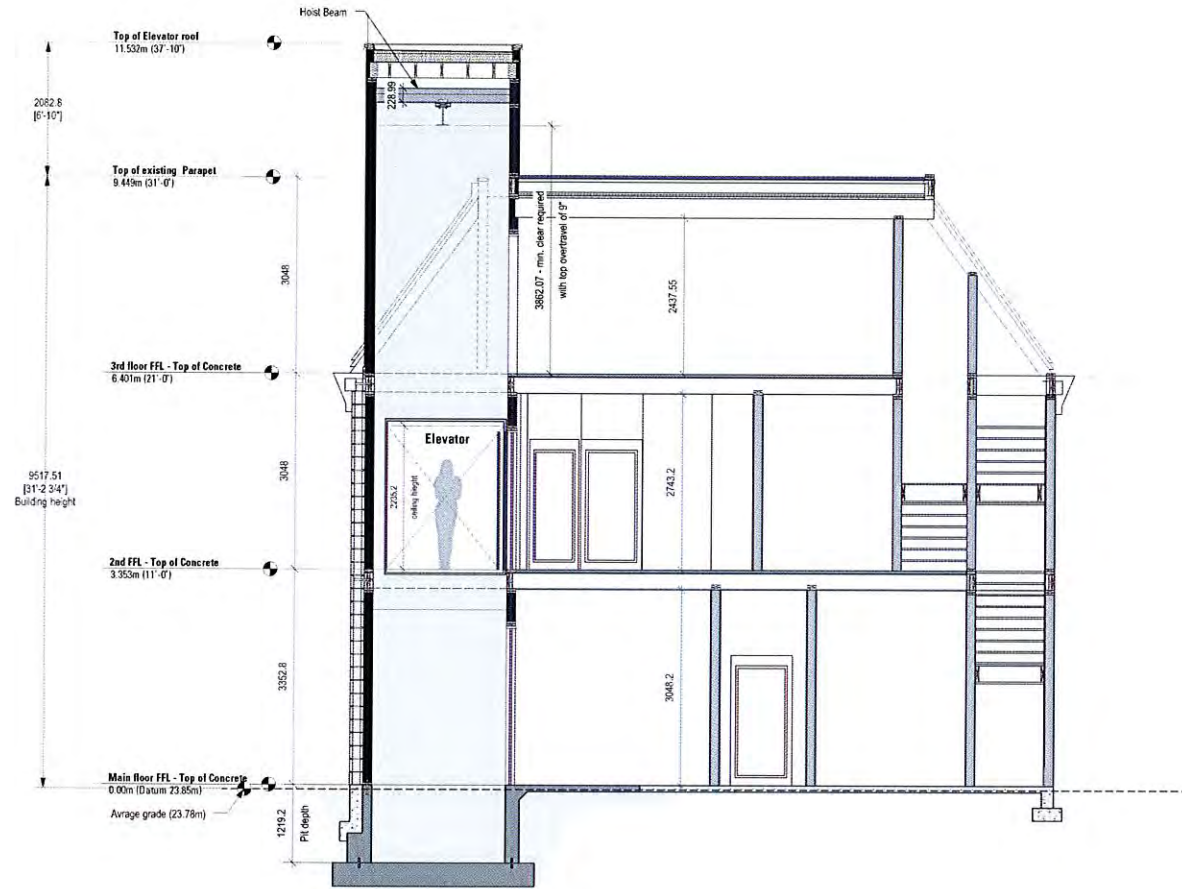 Hoist Beam
Top of Elevator roof
11.532m (37'-10")
2082.8
[6'-10"]
228.99
Top of existing Parapet
9.449m (31'-0")
3048
3862.07 - min. clear required
with top overtravel of 9"
2437.55
3rd floor FFL - Top of Concrete
6.401m (21'-0")
9517.51
[31'-2 3/4"]
Building height
3048
Elevator
2235.2
ceiling height
2743.2
2nd FFL - Top of Concrete
3.353m (11'-0")
3352.8
3048.2
Main floor FFL - Top of Concrete
0.00m (Datum 23.85m)
Avrage grade (23.78m)
1219.2
Pit depth